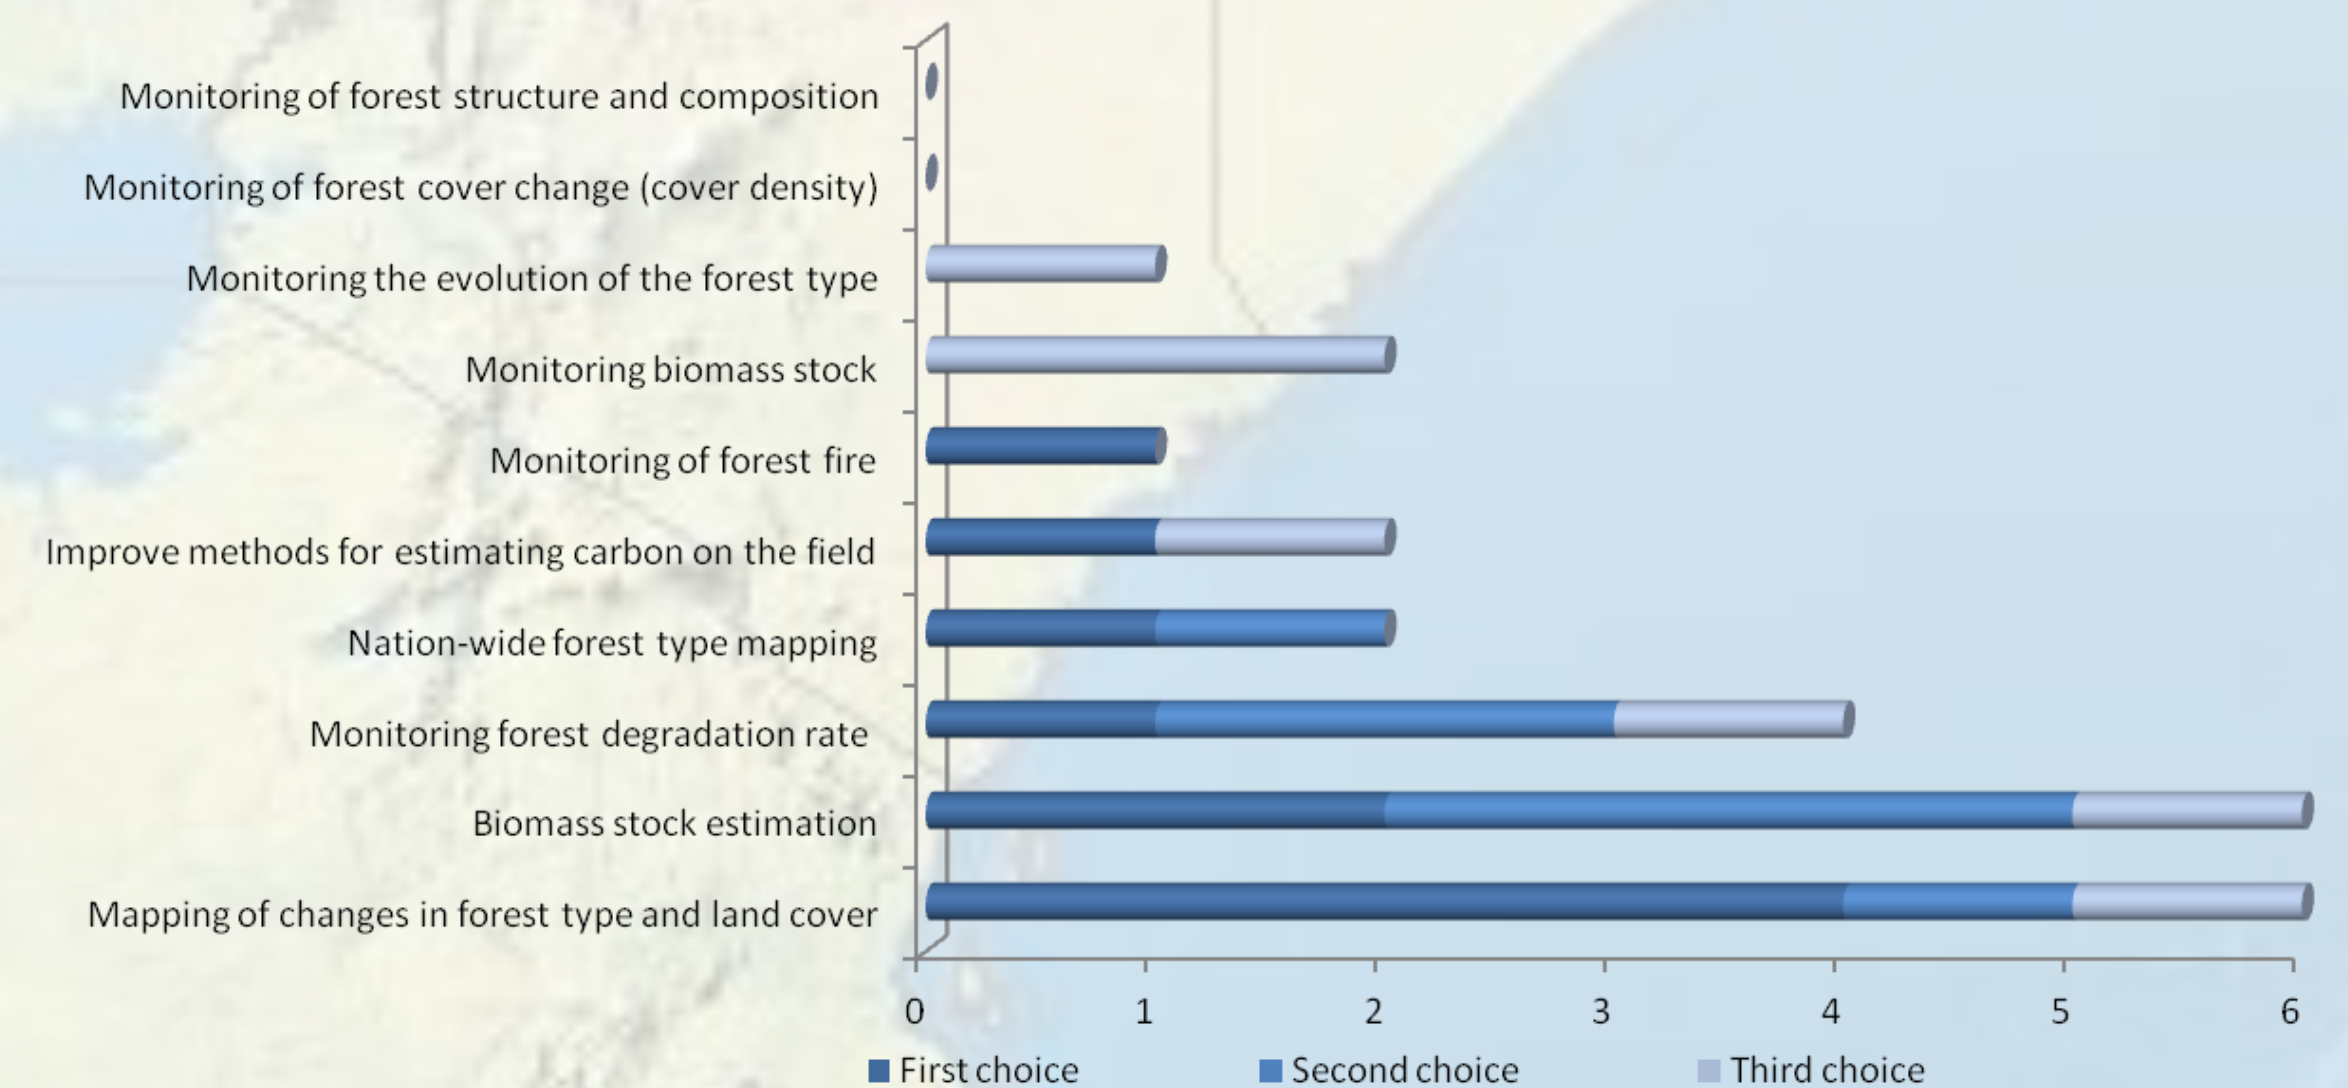 Monitoring of forest structure and composition
Monitoring of forest cover change (cover density)
Monitoring the evolution of the forest type
Monitoring biomass stock
Monitoring of forest fire
Improve methods for estimating carbon on the field
Nation-wide forest type mapping
Monitoring forest degradation rate
Biomass stock estimation
Mapping of changes in forest type and land cover
0 1 2 3 4 5 6
First choice Second choice Third choice